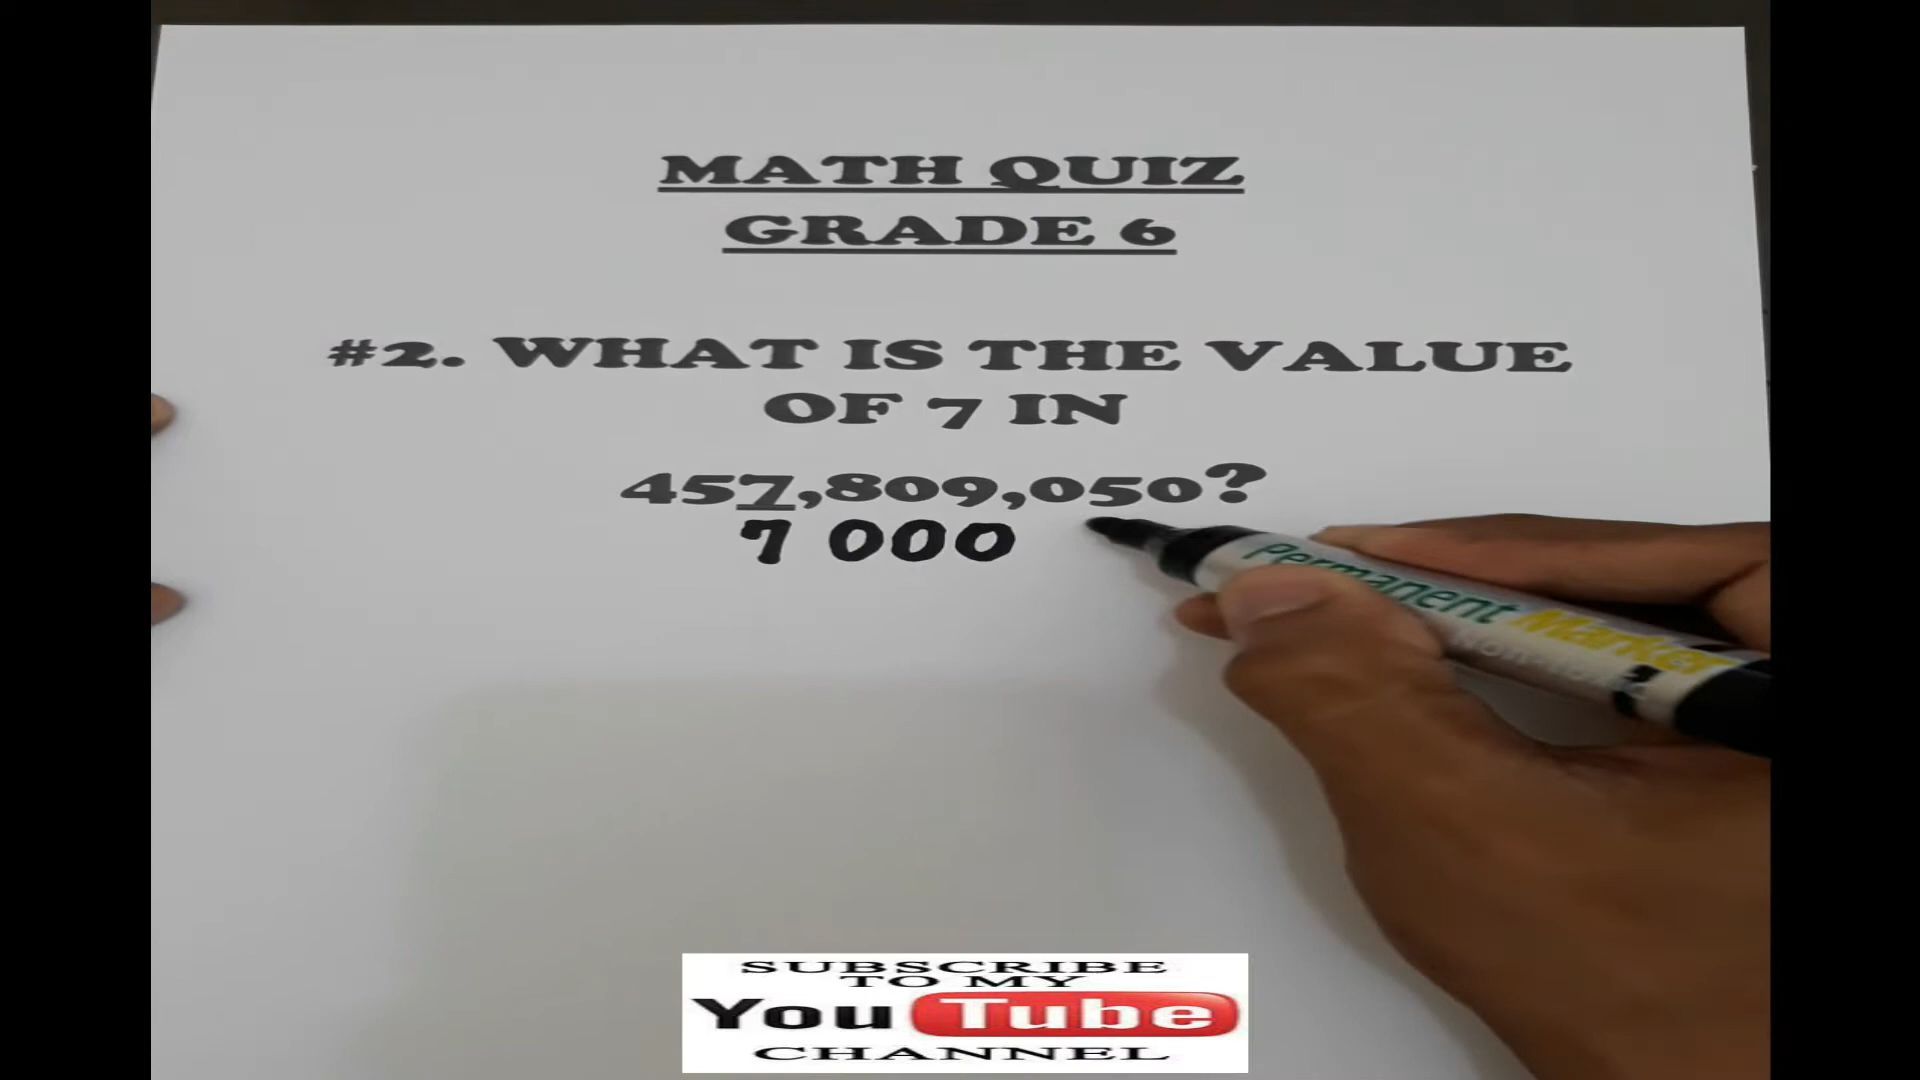 MATH QUIZ
GRADE 6
#2. WHAT IS THE VALUE
OF 7 IN
457,809,050?
7 000
Permanent Marker
SUBSCRIBE
TO MY
YouTube
CHANNEL